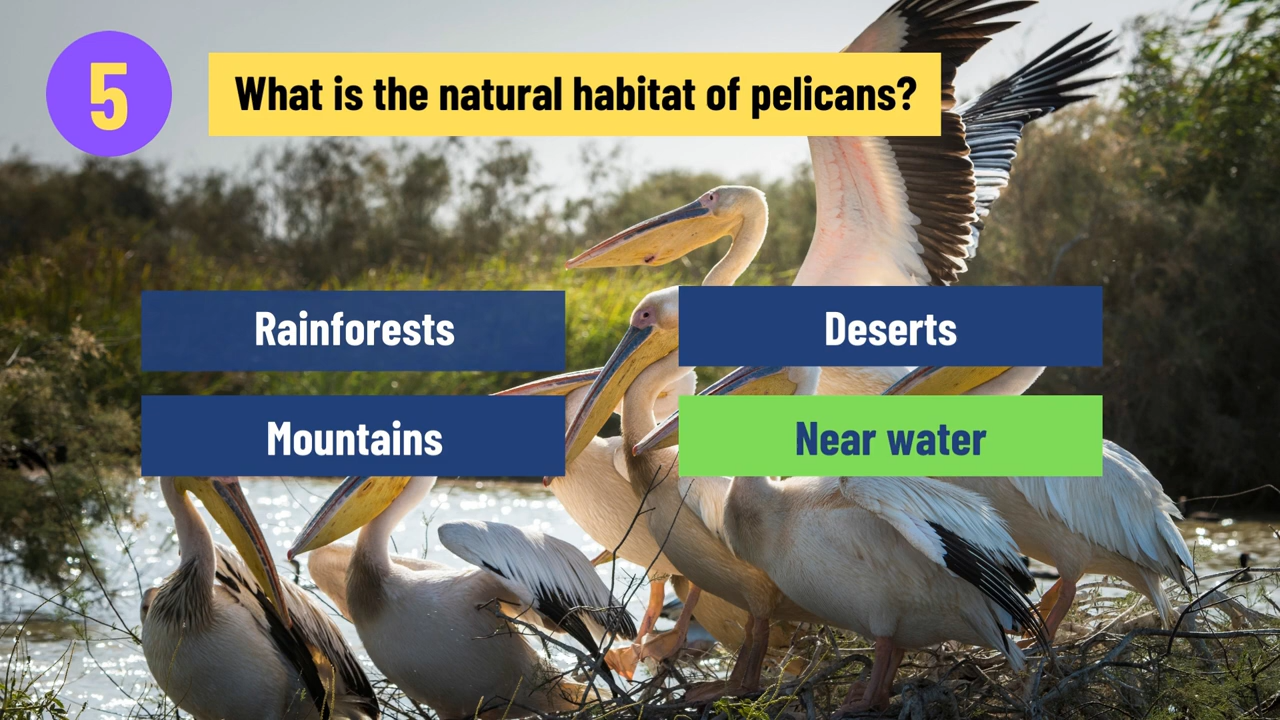 5
What is the natural habitat of pelicans?
Rainforests
Deserts
Mountains
Near water